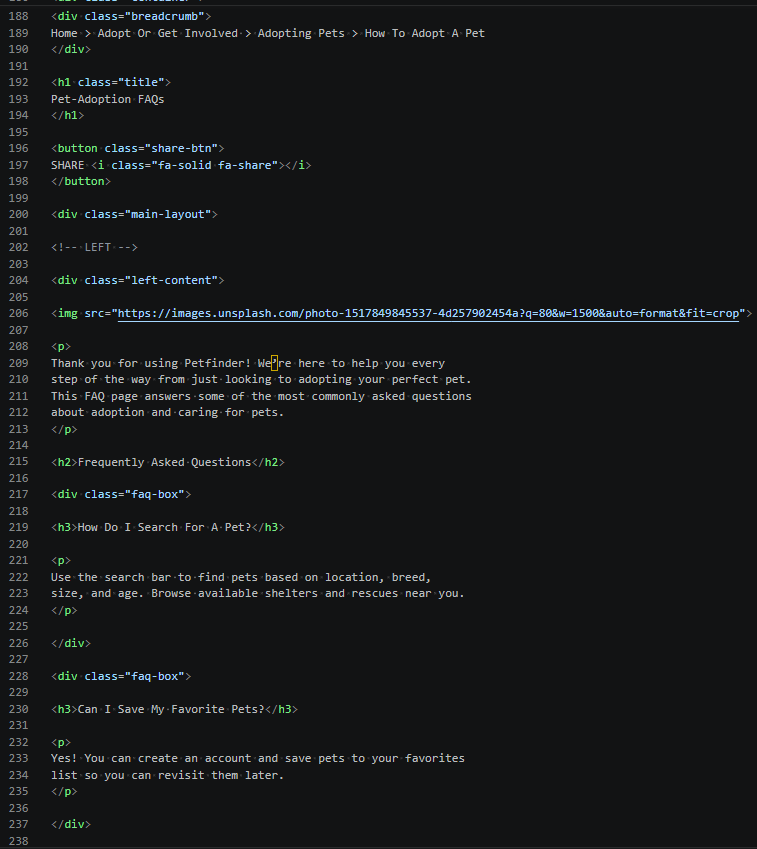 188 <div class="breadcrumb">
189 Home > Adopt Or Get Involved > Adopting Pets > How To Adopt A Pet
190 </div>
191
192 <h1 class="title">
193 Pet-Adoption FAQs
194 </h1>
195
196 <button class="share-btn">
197 SHARE <i class="fa-solid fa-share"></i>
198 </button>
199
200 <div class="main-layout">
201
202 <!-- LEFT -->
203
204 <div class="left-content">
205
206 <img src="https://images.unsplash.com/photo-1517849845537-4d257902454a?q=80&w=1500&auto=format&fit=crop">
207
208 <p>
209 Thank you for using Petfinder! We’re here to help you every
210 step of the way from just looking to adopting your perfect pet.
211 This FAQ page answers some of the most commonly asked questions
212 about adoption and caring for pets.
213 </p>
214
215 <h2>Frequently Asked Questions</h2>
216
217 <div class="faq-box">
218
219 <h3>How Do I Search For A Pet?</h3>
220
221 <p>
222 Use the search bar to find pets based on location, breed,
223 size, and age. Browse available shelters and rescues near you.
224 </p>
225
226 </div>
227
228 <div class="faq-box">
229
230 <h3>Can I Save My Favorite Pets?</h3>
231
232 <p>
233 Yes! You can create an account and save pets to your favorites
234 list so you can revisit them later.
235 </p>
236
237 </div>
238